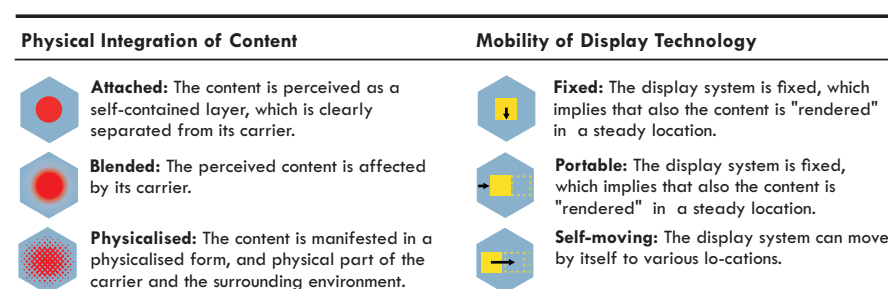 Physical Integration of Content
Attached: The content is perceived as a
self-contained layer, which is clearly
separated from its carrier.
Blended: The perceived content is affected
by its carrier.
Physicalised: The content is manifested in a
physicalised form, and physical part of the
carrier and the surrounding environment.
Mobility of Display Technology
Fixed: The display system is fixed, which
implies that also the content is "rendered"
in a steady location.
Portable: The display system is fixed,
which implies that also the content is
"rendered" in a steady location.
Self-moving: The display system can move
by itself to various lo-cations.